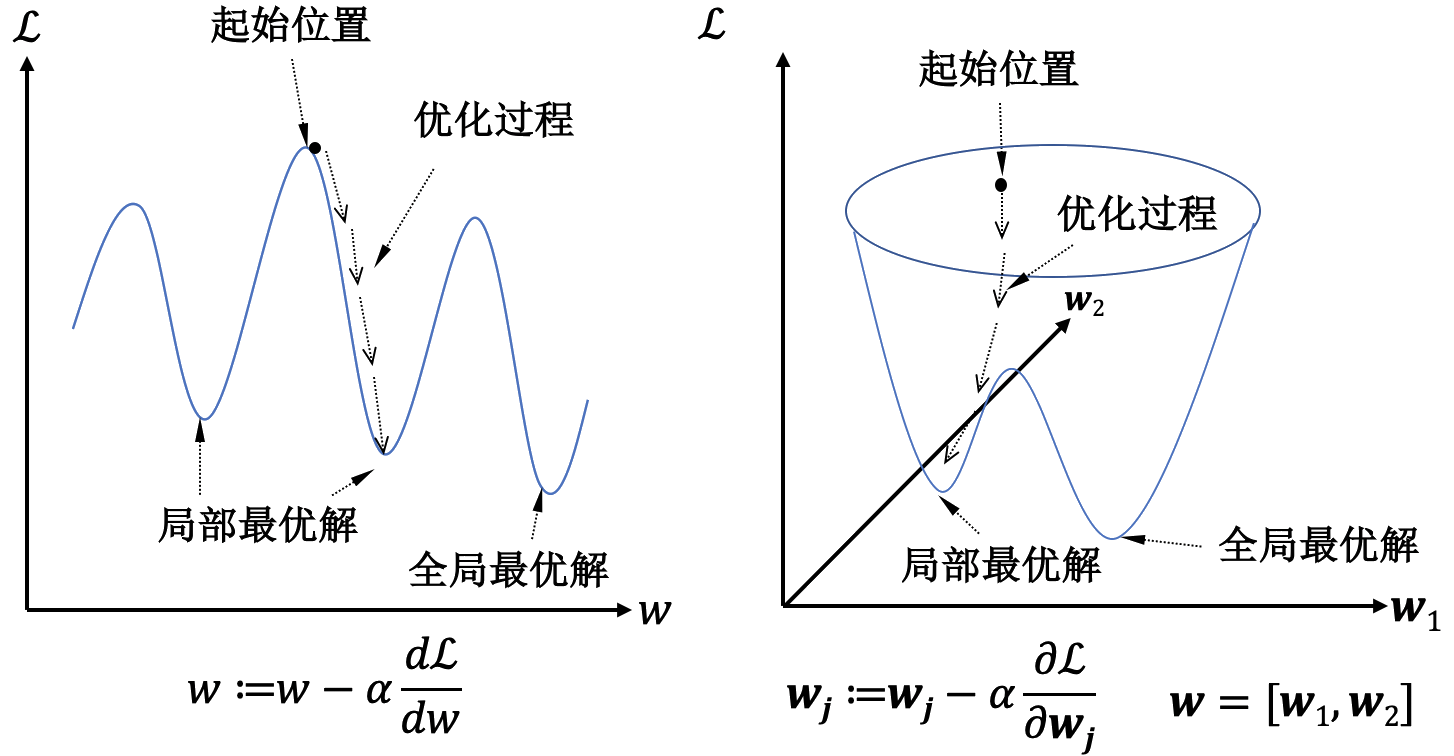 ℒ
起始位置
优化过程
局部最优解
全局最优解
w
w := w − α dℒ/dw
ℒ
起始位置
优化过程
w₂
局部最优解
全局最优解
w₁
wⱼ := wⱼ − α ∂ℒ/∂wⱼ
w = [w₁, w₂]